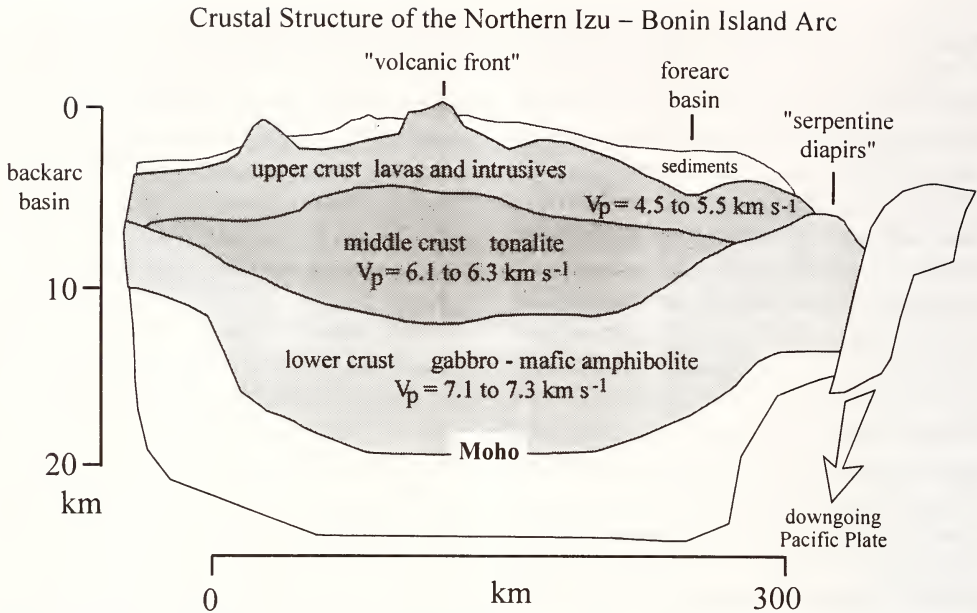 Crustal Structure of the Northern Izu – Bonin Island Arc
"volcanic front"
forearc
basin
"serpentine
diapirs"
0
backarc
basin
sediments
upper crust lavas and intrusives
Vp = 4.5 to 5.5 km s-1
middle crust tonalite
Vp = 6.1 to 6.3 km s-1
10
lower crust gabbro - mafic amphibolite
Vp = 7.1 to 7.3 km s-1
Moho
20
km
downgoing
Pacific Plate
0
km
300